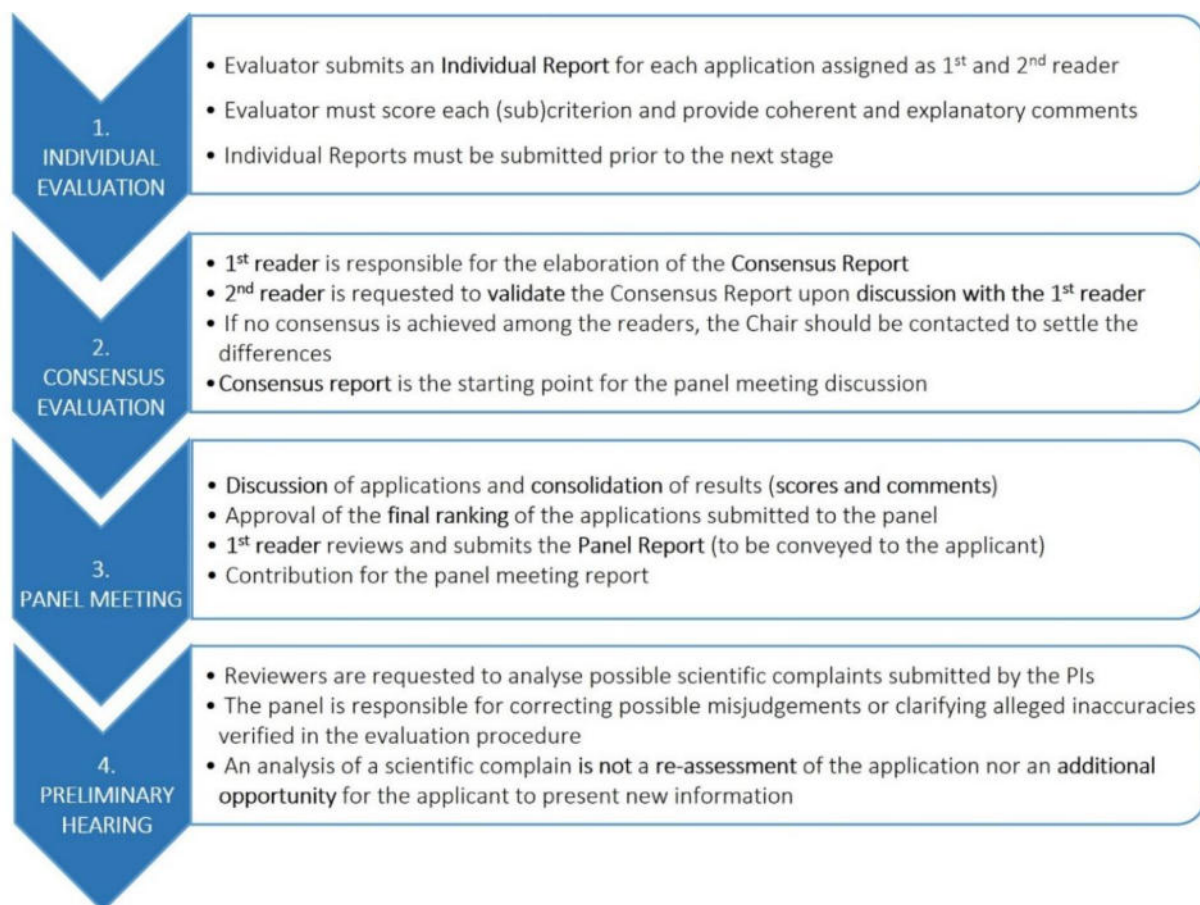 1.
INDIVIDUAL
EVALUATION
• Evaluator submits an Individual Report for each application assigned as 1st and 2nd reader
• Evaluator must score each (sub)criterion and provide coherent and explanatory comments
• Individual Reports must be submitted prior to the next stage
2.
CONSENSUS
EVALUATION
• 1st reader is responsible for the elaboration of the Consensus Report
• 2nd reader is requested to validate the Consensus Report upon discussion with the 1st reader
• If no consensus is achieved among the readers, the Chair should be contacted to settle the
differences
• Consensus report is the starting point for the panel meeting discussion
3.
PANEL MEETING
• Discussion of applications and consolidation of results (scores and comments)
• Approval of the final ranking of the applications submitted to the panel
• 1st reader reviews and submits the Panel Report (to be conveyed to the applicant)
• Contribution for the panel meeting report
4.
PRELIMINARY
HEARING
• Reviewers are requested to analyse possible scientific complaints submitted by the PIs
• The panel is responsible for correcting possible misjudgements or clarifying alleged inaccuracies
verified in the evaluation procedure
• An analysis of a scientific complain is not a re-assessment of the application nor an additional
opportunity for the applicant to present new information